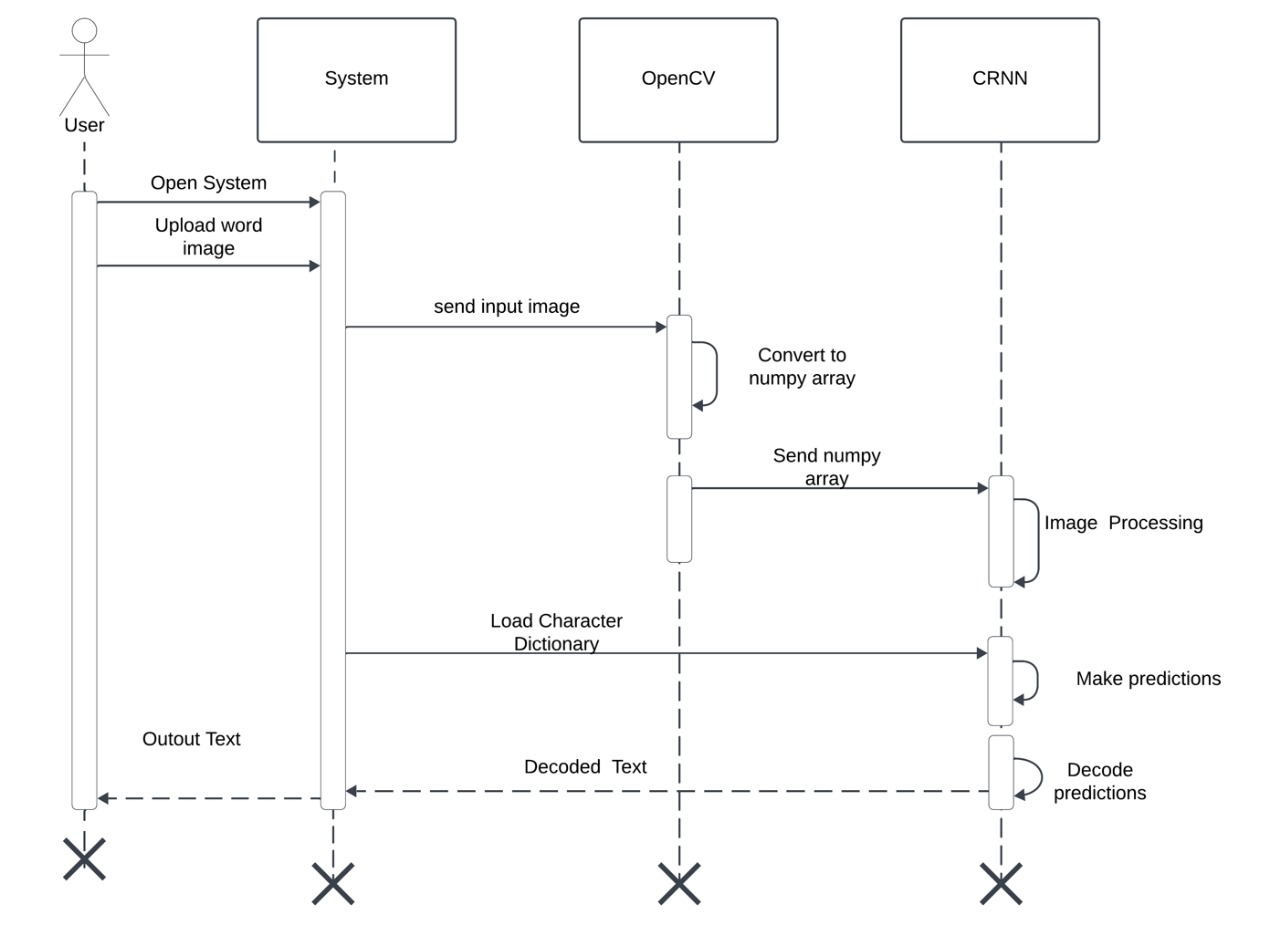 System
OpenCV
CRNN
User
Open System
Upload word
image
send input image
Convert to
numpy array
Send numpy
array
Image  Processing
Load Character
Dictionary
Make predictions
Outout Text
Decoded  Text
Decode
predictions